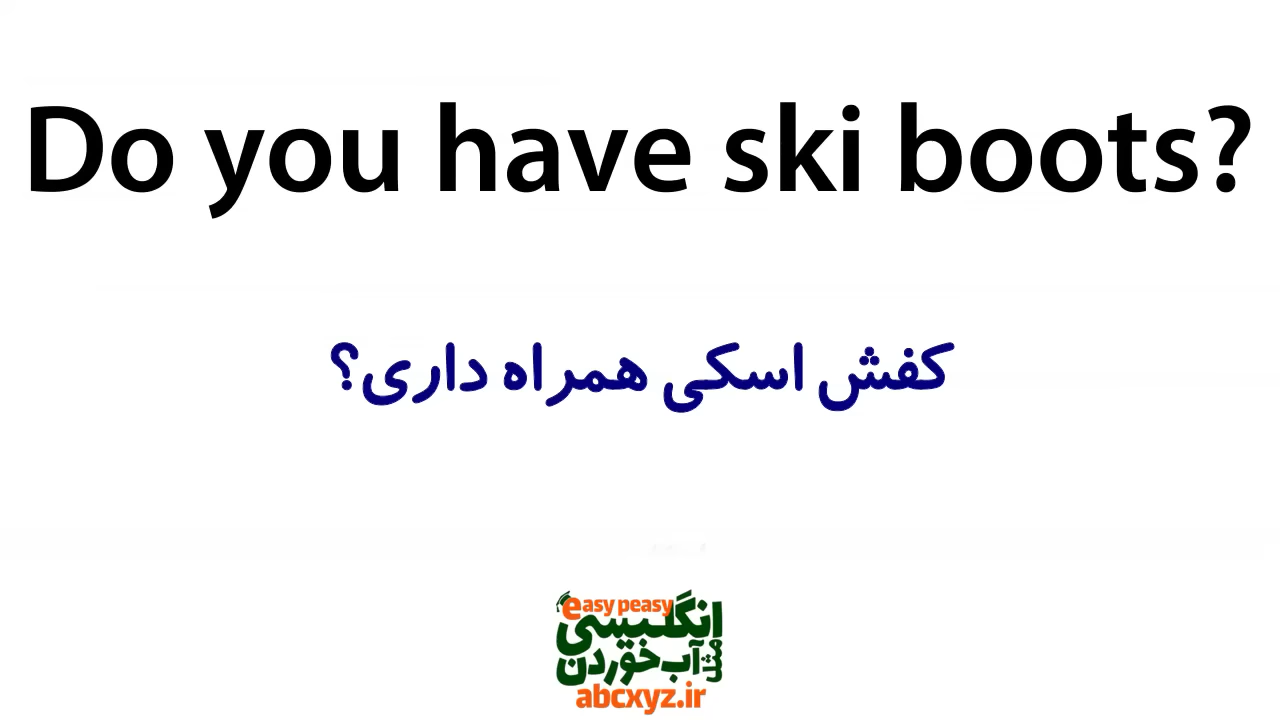 Do you have ski boots?
کفش اسکی همراه داری؟
easy peasy
انگلیسی
مثل آب خوردن
abcxyz.ir